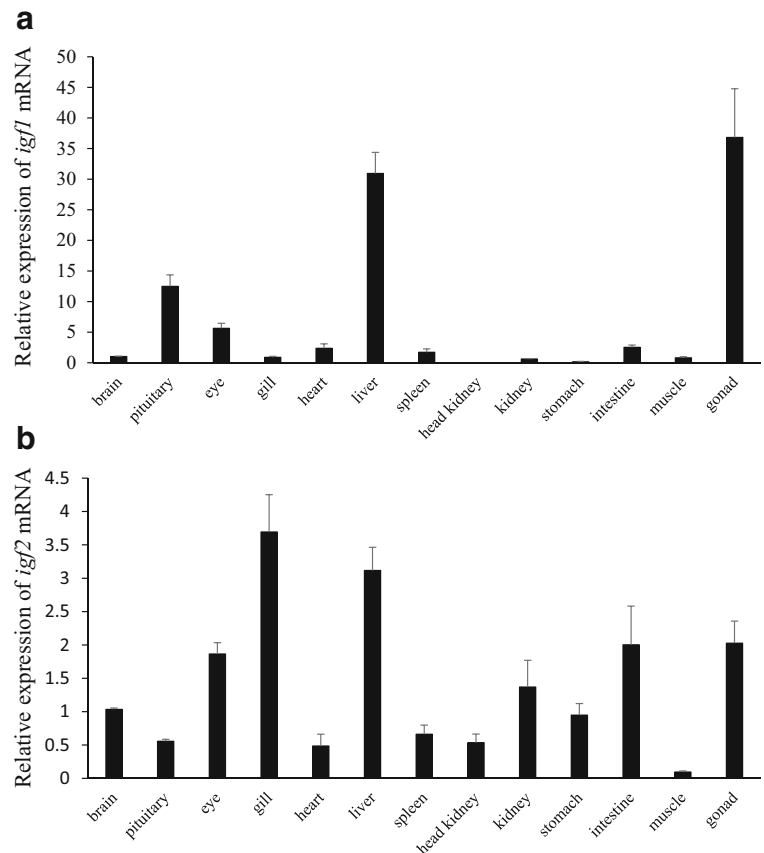 a
Relative expression of igf1 mRNA
50
45
40
35
30
25
20
15
10
5
0
brain
pituitary
eye
gill
heart
liver
spleen
head kidney
kidney
stomach
intestine
muscle
gonad
b
Relative expression of igf2 mRNA
4.5
4
3.5
3
2.5
2
1.5
1
0.5
0
brain
pituitary
eye
gill
heart
liver
spleen
head kidney
kidney
stomach
intestine
muscle
gonad